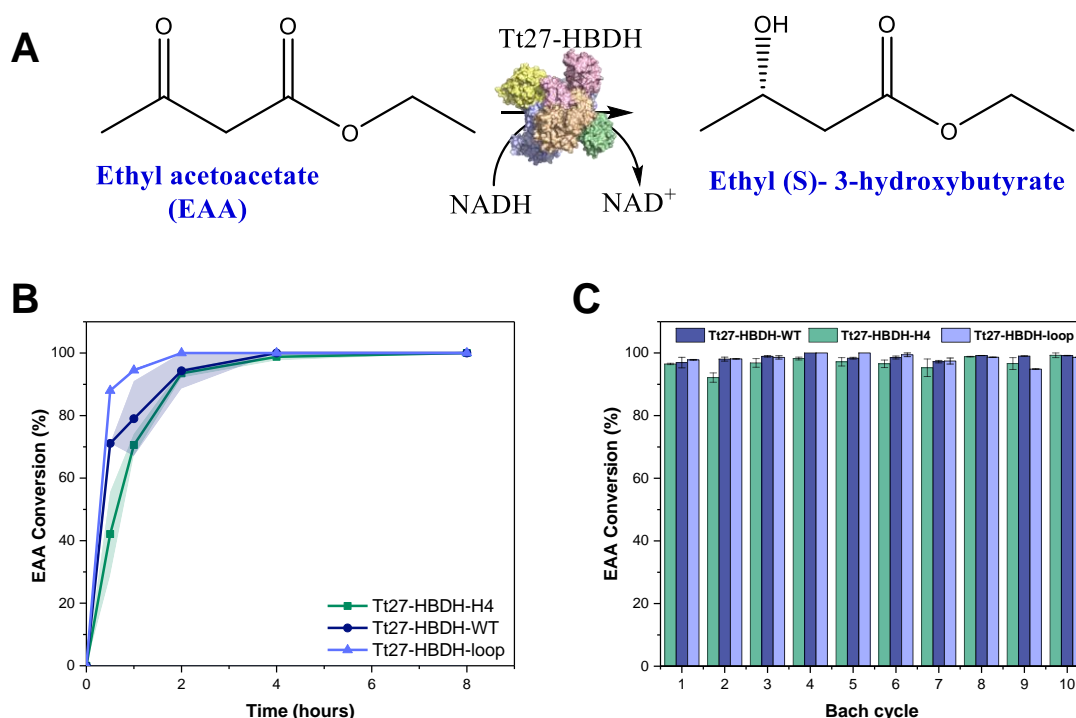 A
O
O
O
Ethyl acetoacetate
(EAA)
Tt27-HBDH
NADH
NAD+
OH
O
O
Ethyl (S)- 3-hydroxybutyrate
B
EAA Conversion (%)
100
80
60
40
20
0
0 2 4 6 8
Time (hours)
Tt27-HBDH-H4
Tt27-HBDH-WT
Tt27-HBDH-loop
C
Tt27-HBDH-WT Tt27-HBDH-H4 Tt27-HBDH-loop
EAA Conversion (%)
100
80
60
40
20
0
1 2 3 4 5 6 7 8 9 10
Bach cycle